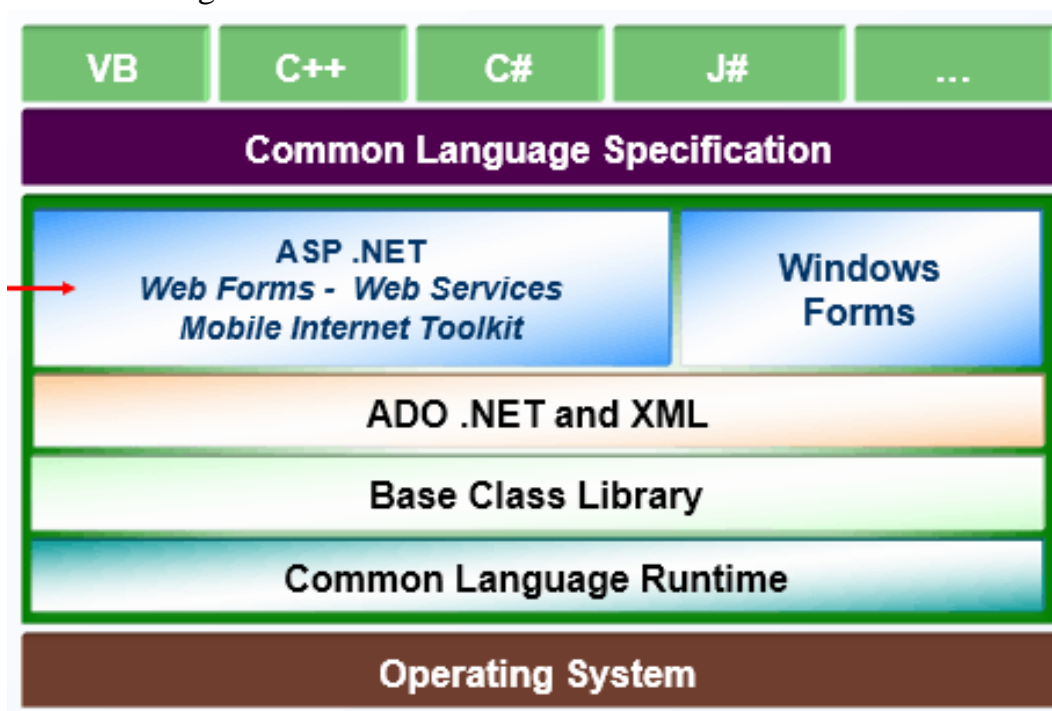 VB C++ C# J# ...
Common Language Specification
ASP .NET
Web Forms - Web Services
Mobile Internet Toolkit
Windows
Forms
ADO .NET and XML
Base Class Library
Common Language Runtime
Operating System